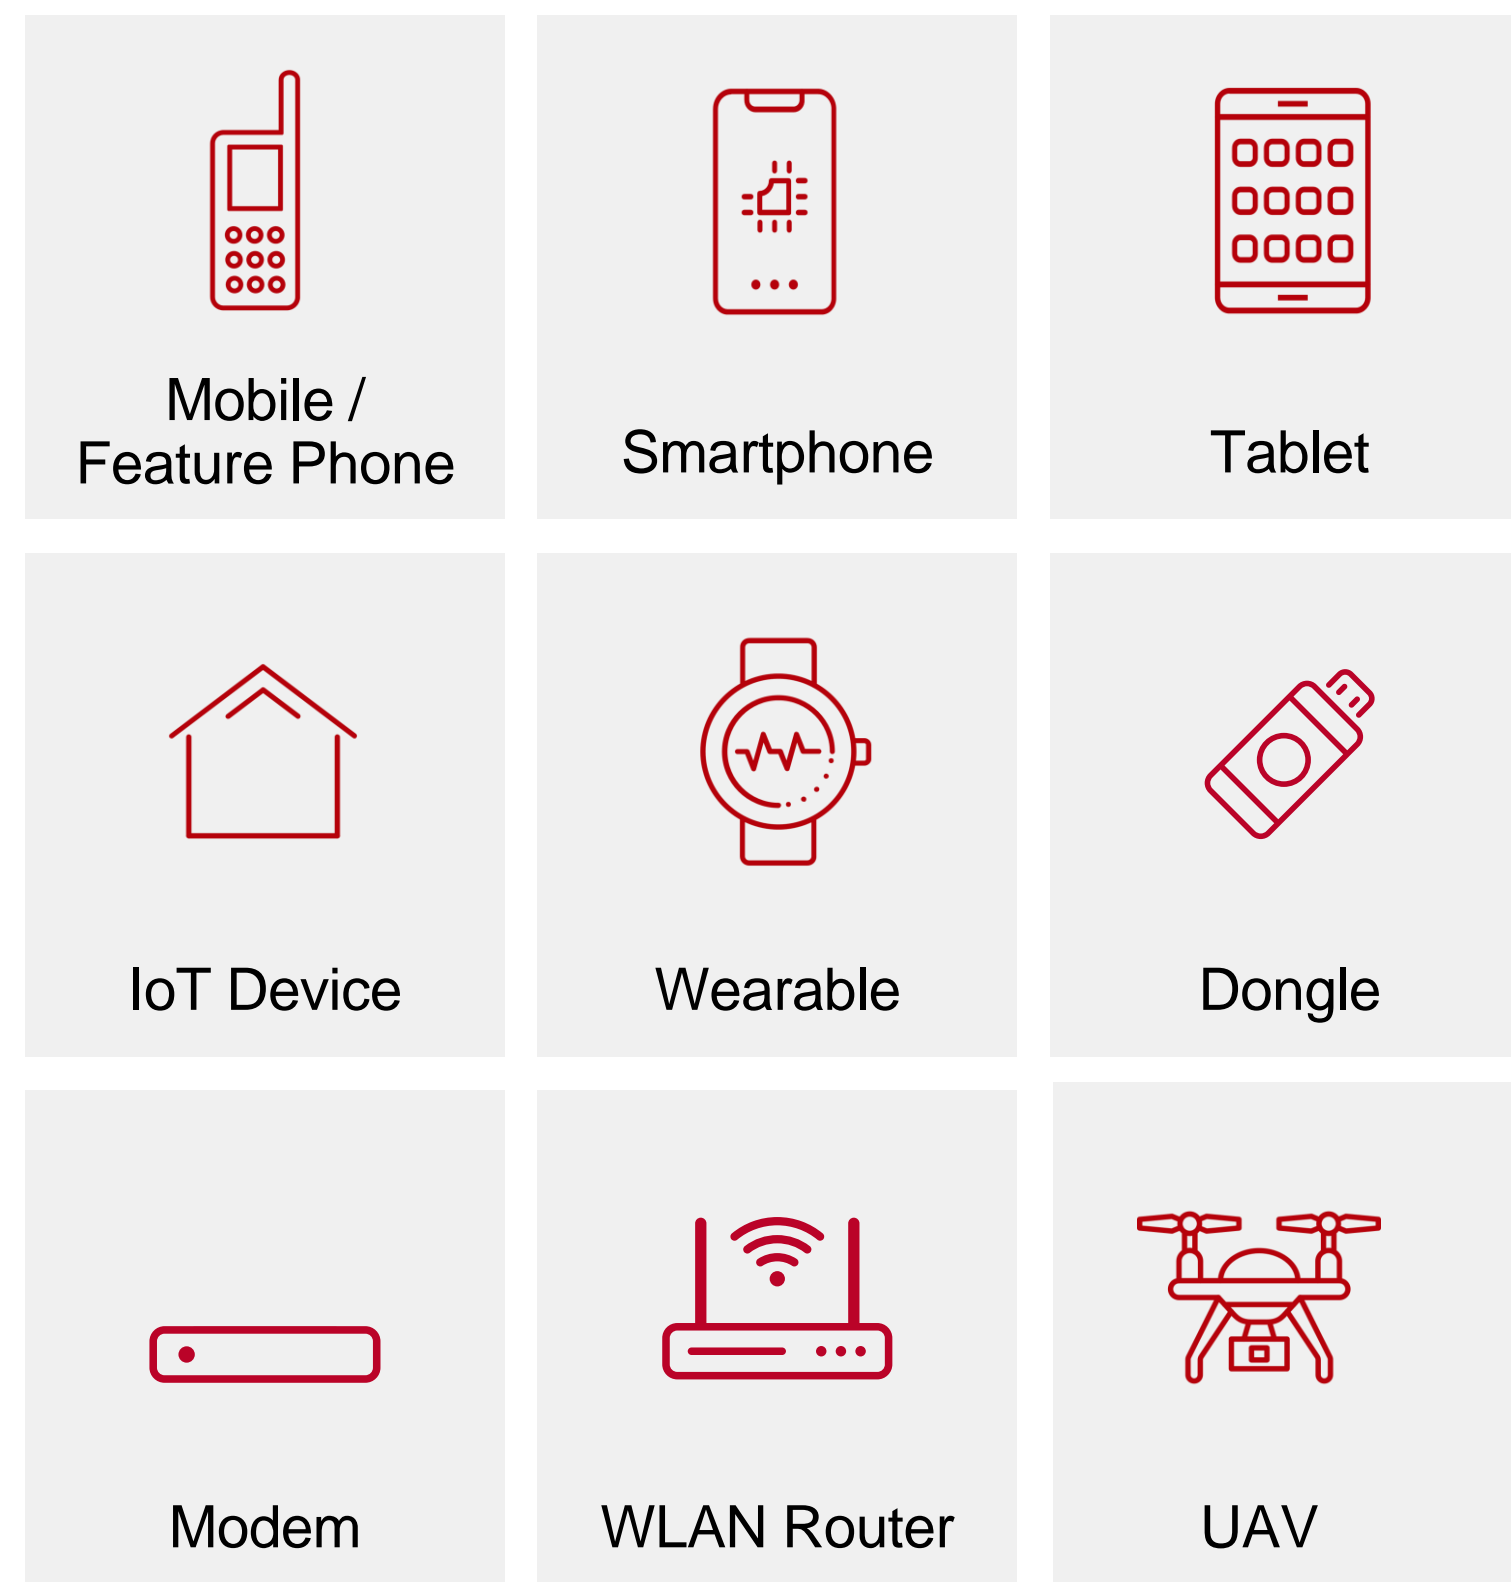 Mobile /
Feature Phone
Smartphone
Tablet
IoT Device
Wearable
Dongle
Modem
WLAN Router
UAV